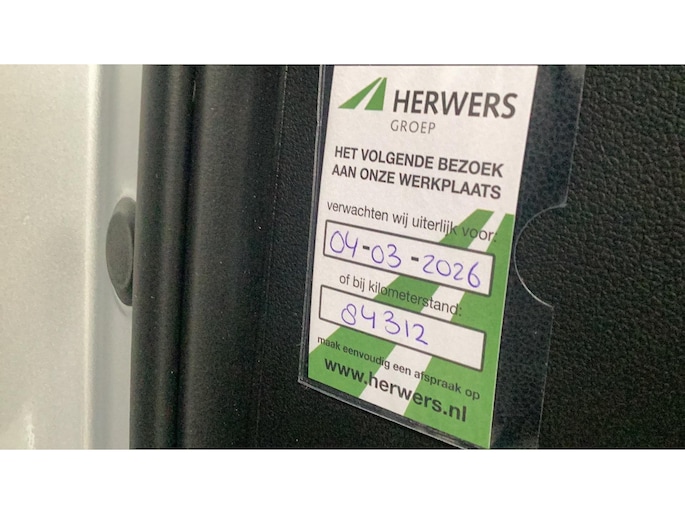 HERWERS
GROEP
HET VOLGENDE BEZOEK
AAN ONZE WERKPLAATS
verwachten wij uiterlijk voor:
04-03-2026
of bij kilometerstand:
84312
maak eenvoudig een afspraak op
www.herwers.nl